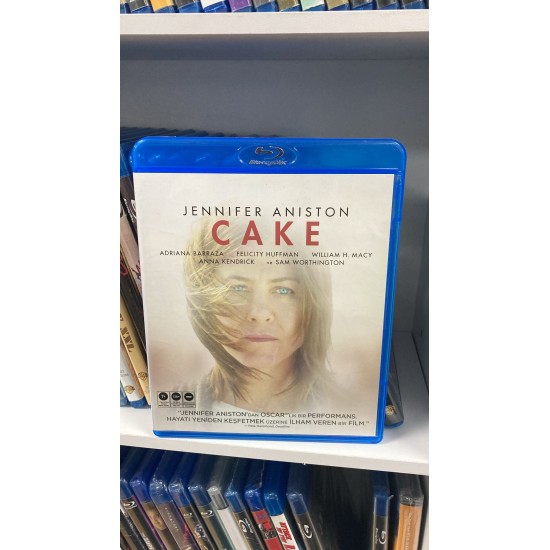 Blu-ray Disc
JENNIFER ANISTON
CAKE
ADRIANA BARRAZA FELICITY HUFFMAN WILLIAM H. MACY
ANNA KENDRICK VE SAM WORTHINGTON
"JENNIFER ANISTON'DAN OSCAR'LIK BİR PERFORMANS,
HAYATI YENİDEN KEŞFETMEK ÜZERİNE İLHAM VEREN BİR FİLM."
XXL